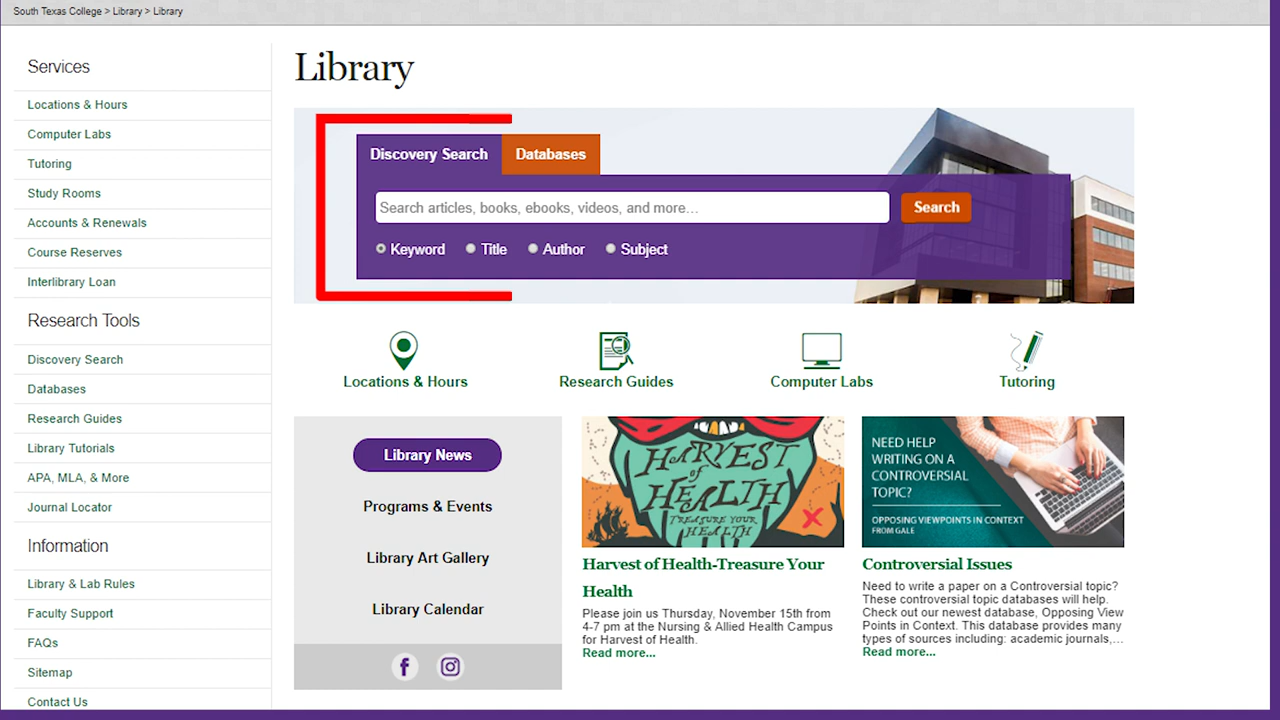 South Texas College > Library > Library
Services
Locations & Hours
Computer Labs
Tutoring
Study Rooms
Accounts & Renewals
Course Reserves
Interlibrary Loan
Research Tools
Discovery Search
Databases
Research Guides
Library Tutorials
APA, MLA, & More
Journal Locator
Information
Library & Lab Rules
Faculty Support
FAQs
Sitemap
Contact Us
Library
Discovery Search
Databases
Search articles, books, ebooks, videos, and more...
Search
Keyword Title Author Subject
Locations & Hours
Research Guides
Computer Labs
Tutoring
Library News
Programs & Events
Library Art Gallery
Library Calendar
HARVEST
of
HEALTH
TREASURE YOUR
HEALTH
Harvest of Health-Treasure Your
Health
Please join us Thursday, November 15th from
4-7 pm at the Nursing & Allied Health Campus
for Harvest of Health.
Read more...
NEED HELP
WRITING ON A
CONTROVERSIAL
TOPIC?
OPPOSING VIEWPOINTS IN CONTEXT
FROM GALE
Controversial Issues
Need to write a paper on a Controversial topic?
These controversial topic databases will help.
Check out our newest database, Opposing View
Points in Context. This database provides many
types of sources including: academic journals,...
Read more...